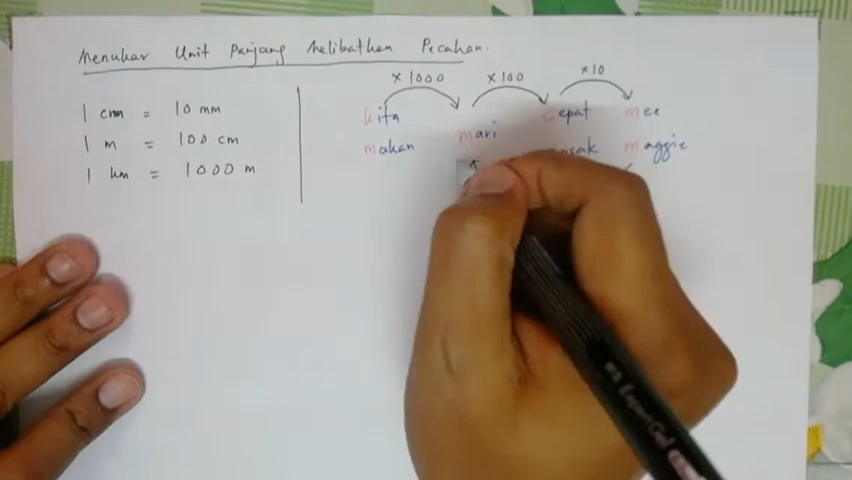 Menukar Unit Panjang Melibatkan Pecahan.
1 cm = 10 mm
1 m = 100 cm
1 km = 1000 m
x 1000 x 100 x 10
kita mari cepat mee
makan maggie